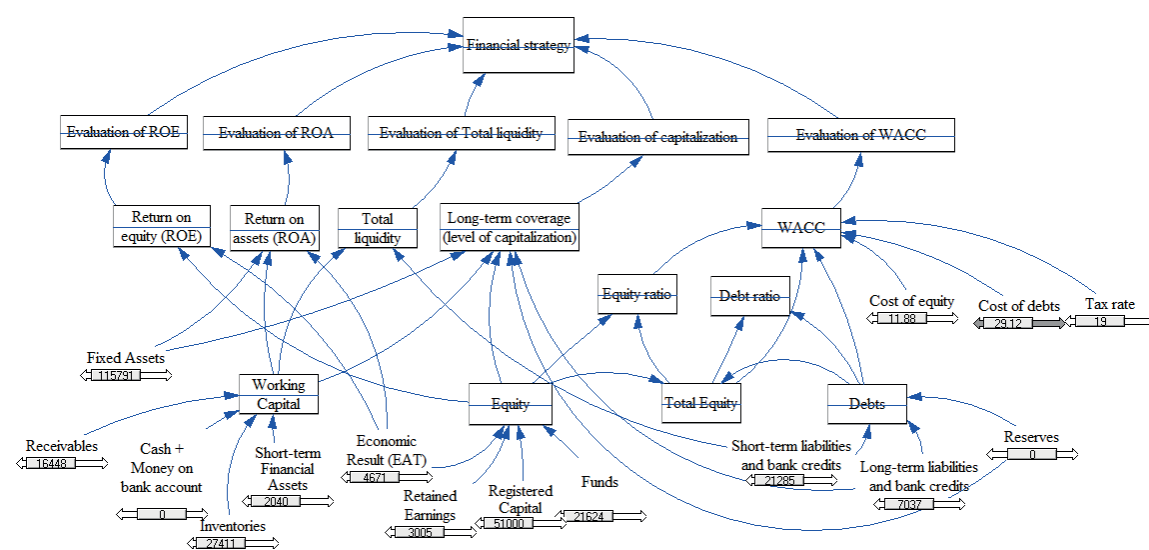 Financial strategy
Evaluation of ROE
Evaluation of ROA
Evaluation of Total liquidity
Evaluation of capitalization
Evaluation of WACC
Return on
equity (ROE)
Return on
assets (ROA)
Total
liquidity
Long-term coverage
(level of capitalization)
WACC
Equity ratio
Debt ratio
Cost of equity
11.88
Cost of debts
29.12
Tax rate
19
Fixed Assets
115791
Working
Capital
Equity
Total Equity
Debts
Receivables
16448
Cash +
Money on
bank account
0
Inventories
27411
Short-term
Financial
Assets
2040
Economic
Result (EAT)
4671
Retained
Earnings
3005
Registered
Capital
51000
Funds
21624
Short-term liabilities
and bank credits
21285
Long-term liabilities
and bank credits
7037
Reserves
0